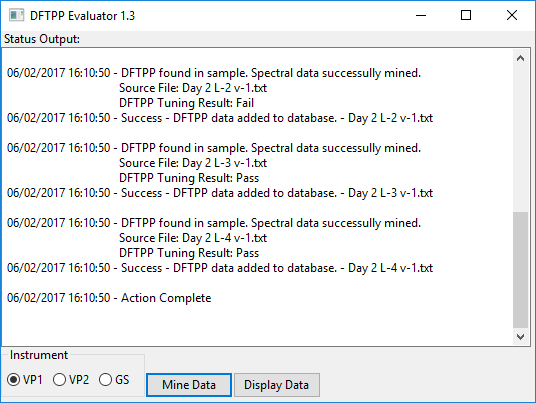 DFTPP Evaluator 1.3
Status Output:
06/02/2017 16:10:50 - DFTPP found in sample. Spectral data successully mined.
Source File: Day 2 L-2 v-1.txt
DFTPP Tuning Result: Fail
06/02/2017 16:10:50 - Success - DFTPP data added to database. - Day 2 L-2 v-1.txt
06/02/2017 16:10:50 - DFTPP found in sample. Spectral data successully mined.
Source File: Day 2 L-3 v-1.txt
DFTPP Tuning Result: Pass
06/02/2017 16:10:50 - Success - DFTPP data added to database. - Day 2 L-3 v-1.txt
06/02/2017 16:10:50 - DFTPP found in sample. Spectral data successully mined.
Source File: Day 2 L-4 v-1.txt
DFTPP Tuning Result: Pass
06/02/2017 16:10:50 - Success - DFTPP data added to database. - Day 2 L-4 v-1.txt
06/02/2017 16:10:50 - Action Complete
Instrument
VP1 VP2 GS Mine Data Display Data